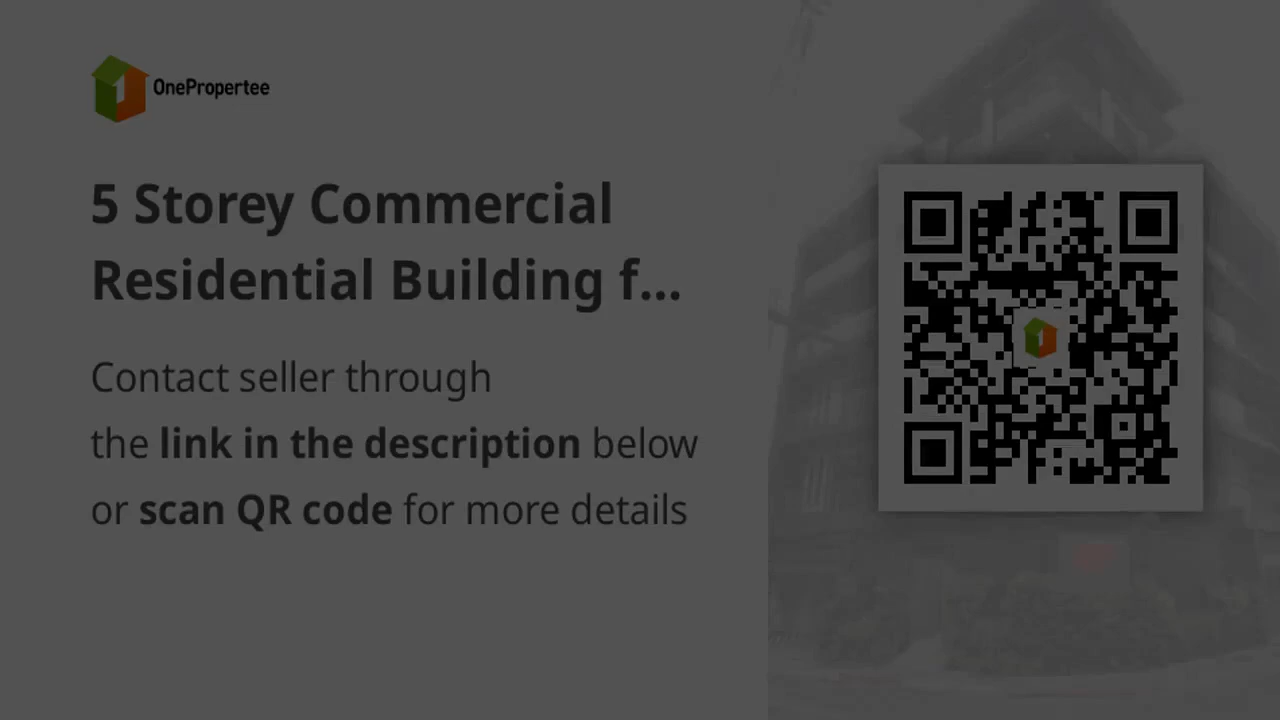 OnePropertee
5 Storey Commercial
Residential Building f...
Contact seller through
the link in the description below
or scan QR code for more details